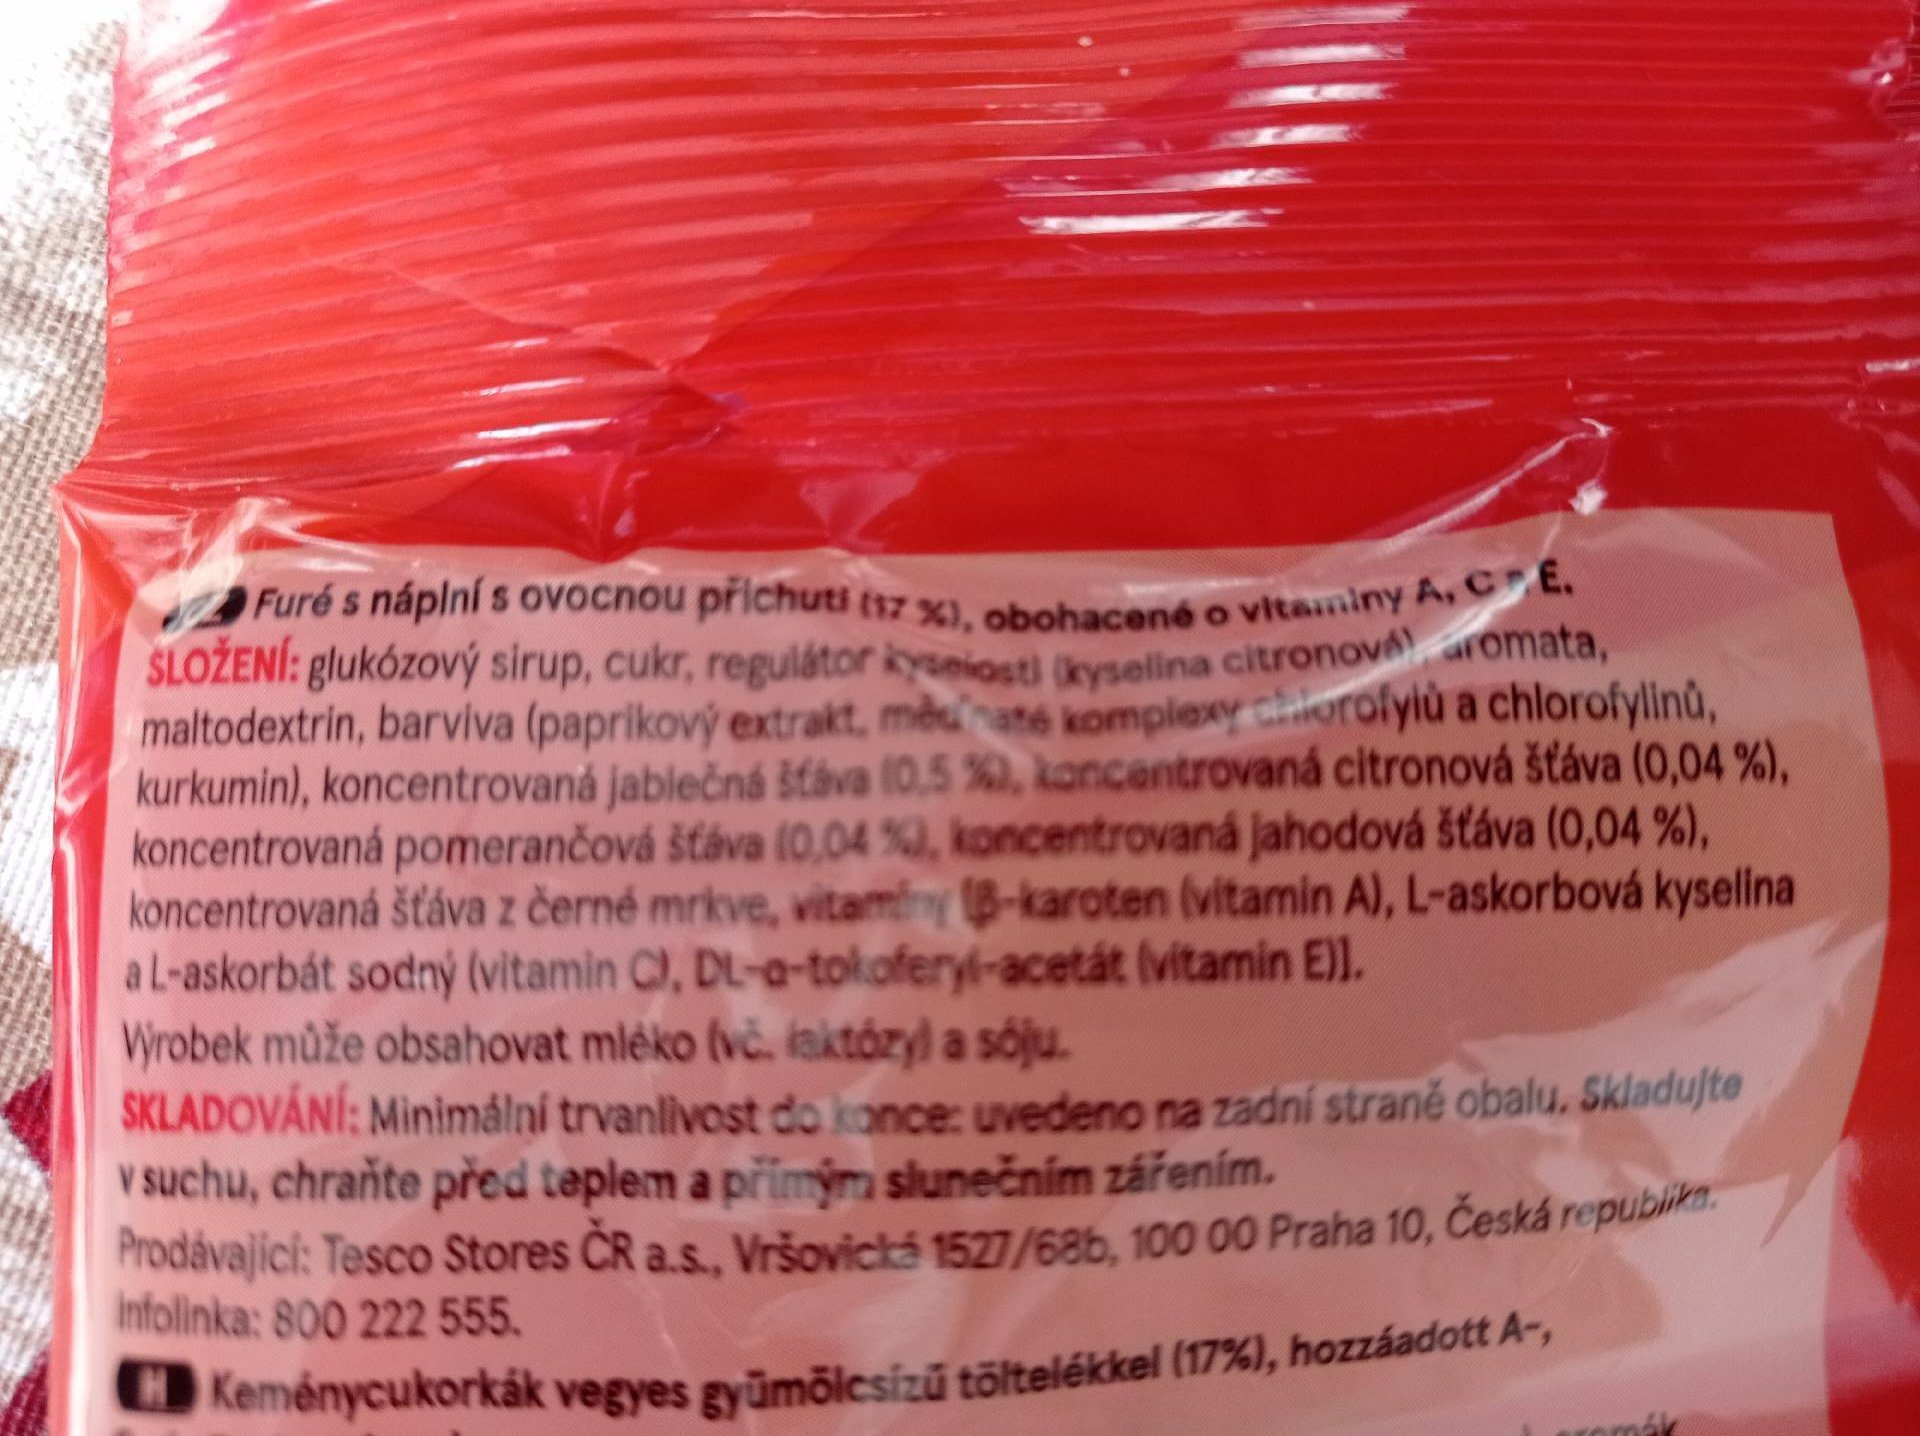 CZ Furé s náplní s ovocnou příchutí (17 %), obohacené o vitaminy A, C a E.
SLOŽENÍ: glukózový sirup, cukr, regulátor kyselosti (kyselina citronová), aromata,
maltodextrin, barviva (paprikový extrakt, měďnaté komplexy chlorofylů a chlorofylinů,
kurkumin), koncentrovaná jablečná šťáva (0,5 %), koncentrovaná citronová šťáva (0,04 %),
koncentrovaná pomerančová šťáva (0,04 %), koncentrovaná jahodová šťáva (0,04 %),
koncentrovaná šťáva z černé mrkve, vitaminy [β-karoten (vitamin A), L-askorbová kyselina
a L-askorbát sodný (vitamin C), DL-α-tokoferyl-acetát (vitamin E)].
Výrobek může obsahovat mléko (vč. laktózy) a sóju.
SKLADOVÁNÍ: Minimální trvanlivost do konce: uvedeno na zadní straně obalu. Skladujte
v suchu, chraňte před teplem a přímým slunečním zářením.
Prodávající: Tesco Stores ČR a.s., Vršovická 1527/68b, 100 00 Praha 10, Česká republika.
Infolinka: 800 222 555.
H Keménycukorkák vegyes gyümölcsízű töltelékkel (17%), hozzáadott A-,